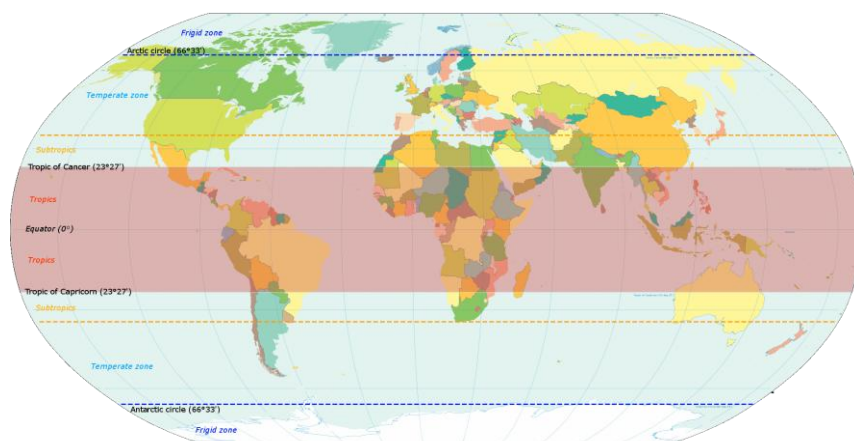 Frigid zone
Arctic circle (66°33')
Temperate zone
Subtropics
Tropic of Cancer (23°27')
Tropics
Equator (0°)
Tropics
Tropic of Capricorn (23°27')
Subtropics
Temperate zone
Antarctic circle (66°33')
Frigid zone